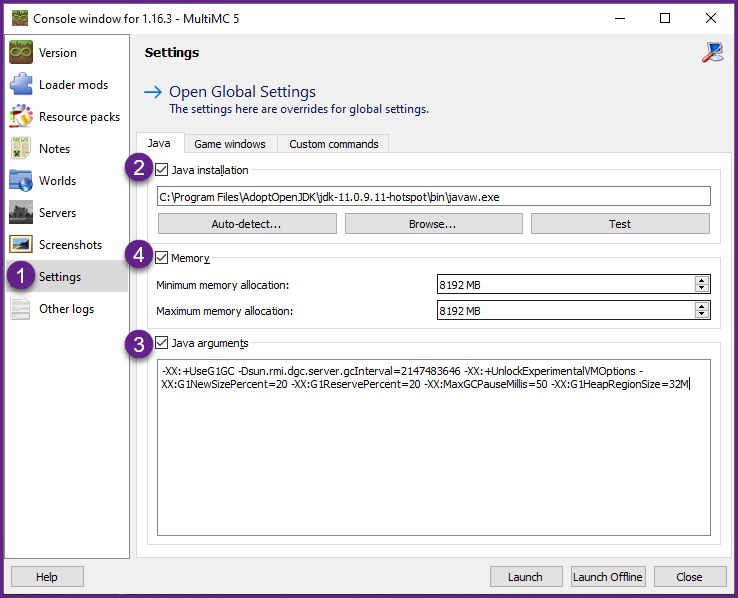 Console window for 1.16.3 - MultiMC 5
Version
Loader mods
Resource packs
Notes
Worlds
Servers
Screenshots
1
Settings
Other logs
Settings
Open Global Settings
The settings here are overrides for global settings.
Java Game windows Custom commands
2
Java installation
C:\Program Files\AdoptOpenJDK\jdk-11.0.9.11-hotspot\bin\javaw.exe
Auto-detect... Browse... Test
4
Memory
Minimum memory allocation: 8192 MB
Maximum memory allocation: 8192 MB
3
Java arguments
-XX:+UseG1GC -Dsun.rmi.dgc.server.gcInterval=2147483646 -XX:+UnlockExperimentalVMOptions -
XX:G1NewSizePercent=20 -XX:G1ReservePercent=20 -XX:MaxGCPauseMillis=50 -XX:G1HeapRegionSize=32M
Help Launch Launch Offline Close